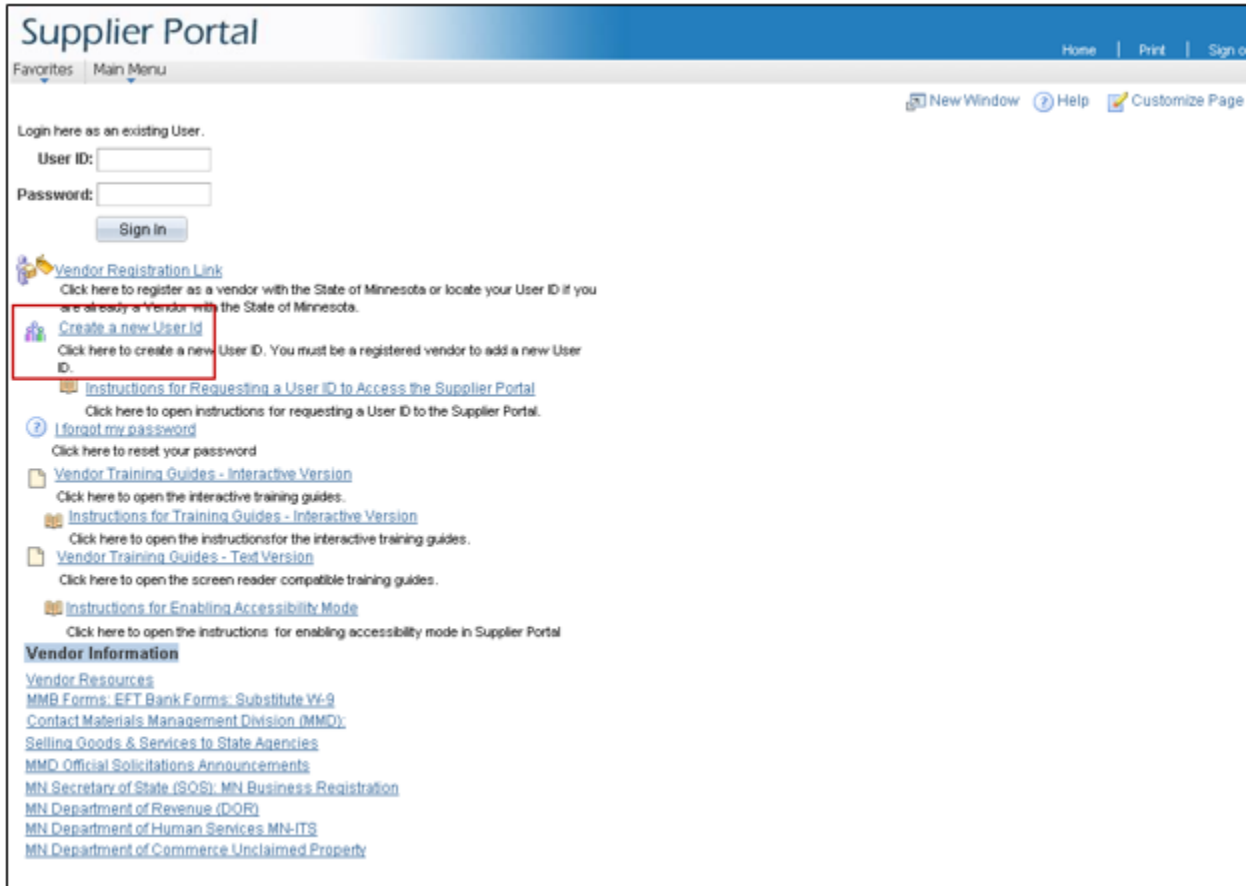 Supplier Portal
Home | Print | Sign o
Favorites | Main Menu
New Window Help Customize Page
Login here as an existing User.
User ID:
Password:
Sign In
Vendor Registration Link
Click here to register as a vendor with the State of Minnesota or locate your User ID if you
are already a Vendor with the State of Minnesota.
Create a new User Id
Click here to create a new User ID. You must be a registered vendor to add a new User
ID.
Instructions for Requesting a User ID to Access the Supplier Portal
Click here to open instructions for requesting a User ID to the Supplier Portal.
I forgot my password
Click here to reset your password
Vendor Training Guides - Interactive Version
Click here to open the interactive training guides.
Instructions for Training Guides - Interactive Version
Click here to open the instructionsfor the interactive training guides.
Vendor Training Guides - Text Version
Click here to open the screen reader compatible training guides.
Instructions for Enabling Accessibility Mode
Click here to open the instructions for enabling accessibility mode in Supplier Portal
Vendor Information
Vendor Resources
MMB Forms: EFT Bank Forms: Substitute W-9
Contact Materials Management Division (MMD):
Selling Goods & Services to State Agencies
MMD Official Solicitations Announcements
MN Secretary of State (SOS): MN Business Registration
MN Department of Revenue (DOR)
MN Department of Human Services MN-ITS
MN Department of Commerce Unclaimed Property